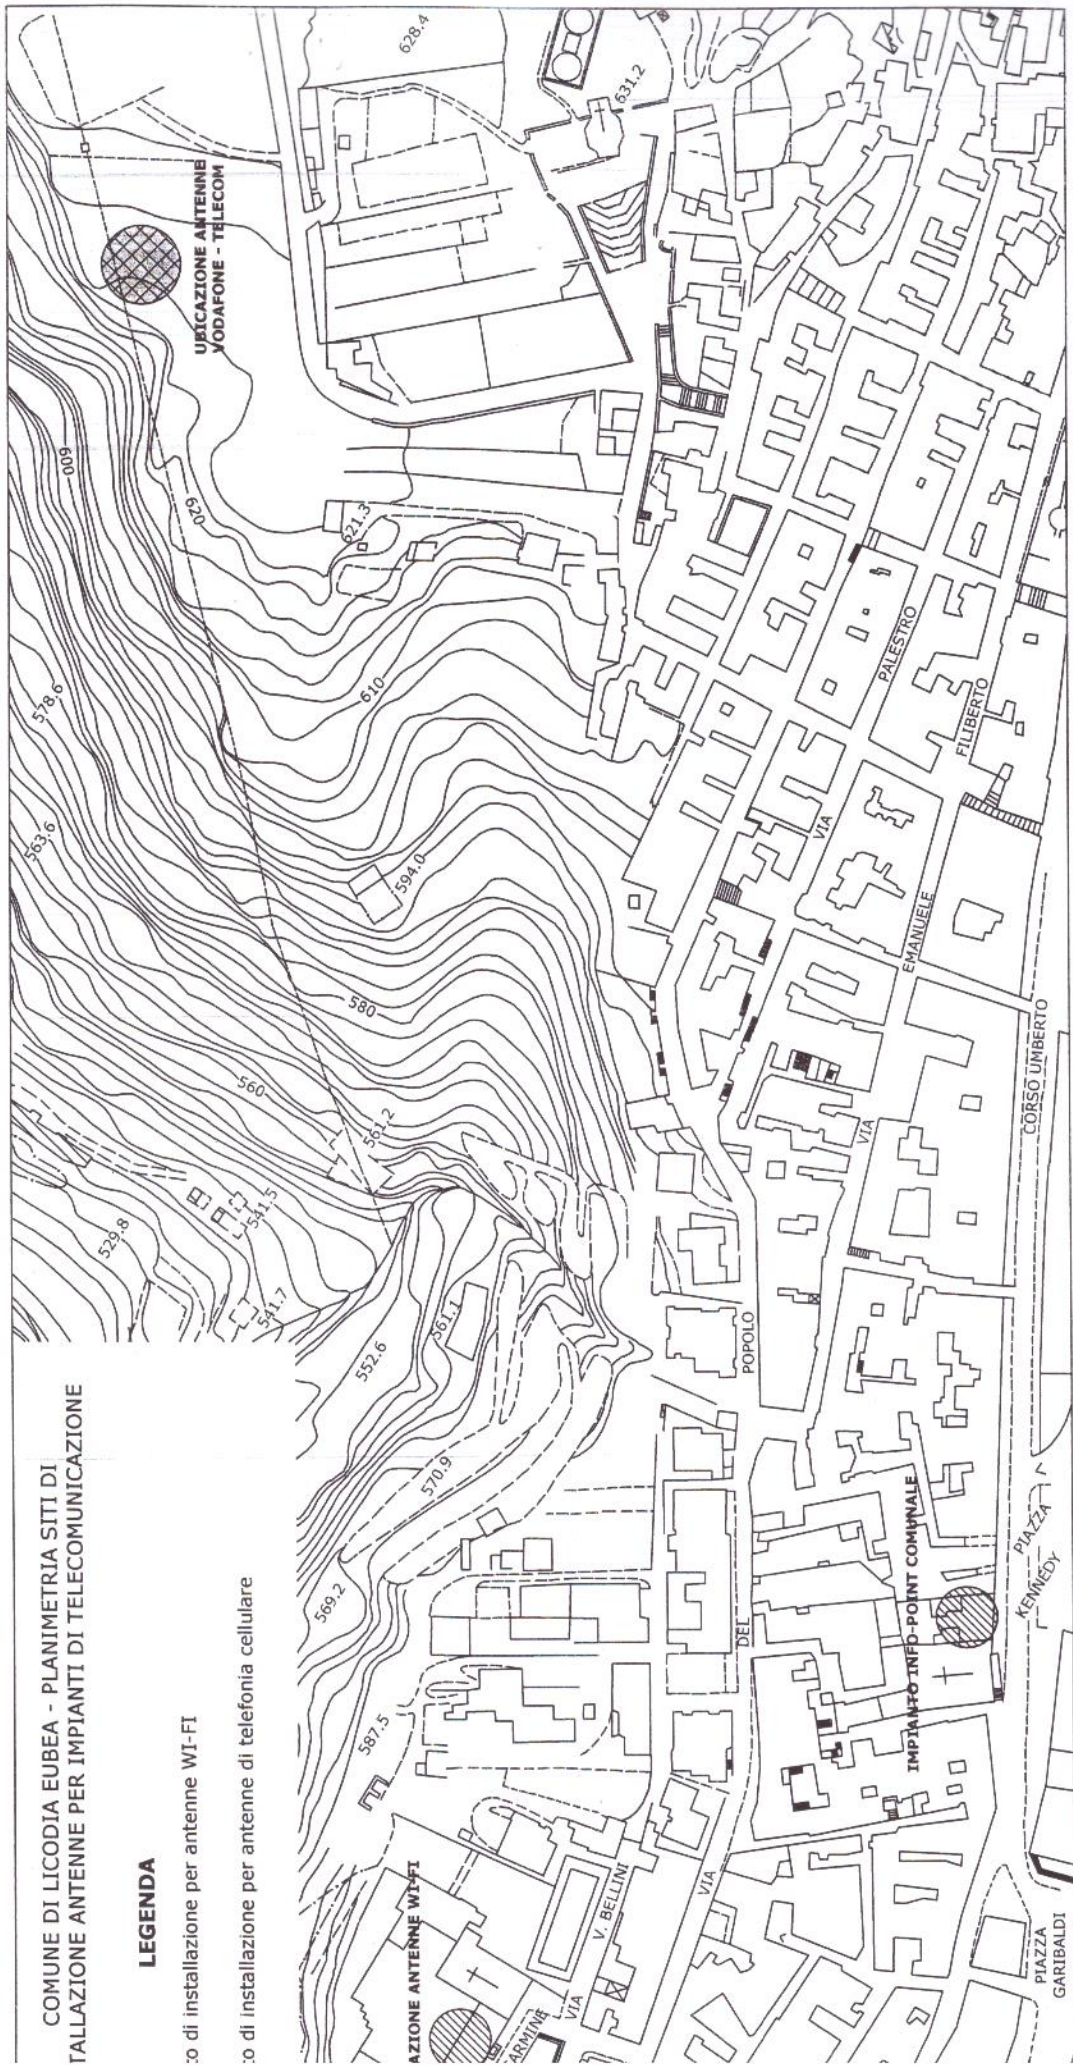 COMUNE DI LICODIA EUBEA - PLANIMETRIA SITI DI
TALLAZIONE ANTENNE PER IMPIANTI DI TELECOMUNICAZIONE
LEGENDA
o di installazione per antenne WI-FI
o di installazione per antenne di telefonia cellulare
UBICAZIONE ANTENNE
VODAFONE - TELECOM
AZIONE ANTENNE WI-FI
IMPIANTO INFO-POINT COMUNALE
628.4
631.2
600
620
621.3
610
578.6
563.6
594.0
580
560
561.2
541.5
529.8
541.7
552.6
561.1
570.9
569.2
587.5
VIA
PALESTRO
VIA
EMANUELE
FILIBERTO
CORSO UMBERTO
VIA
DEL
POPOLO
VIA
V. BELLINI
ARMINE
PIAZZA
KENNEDY
PIAZZA
GARIBALDI